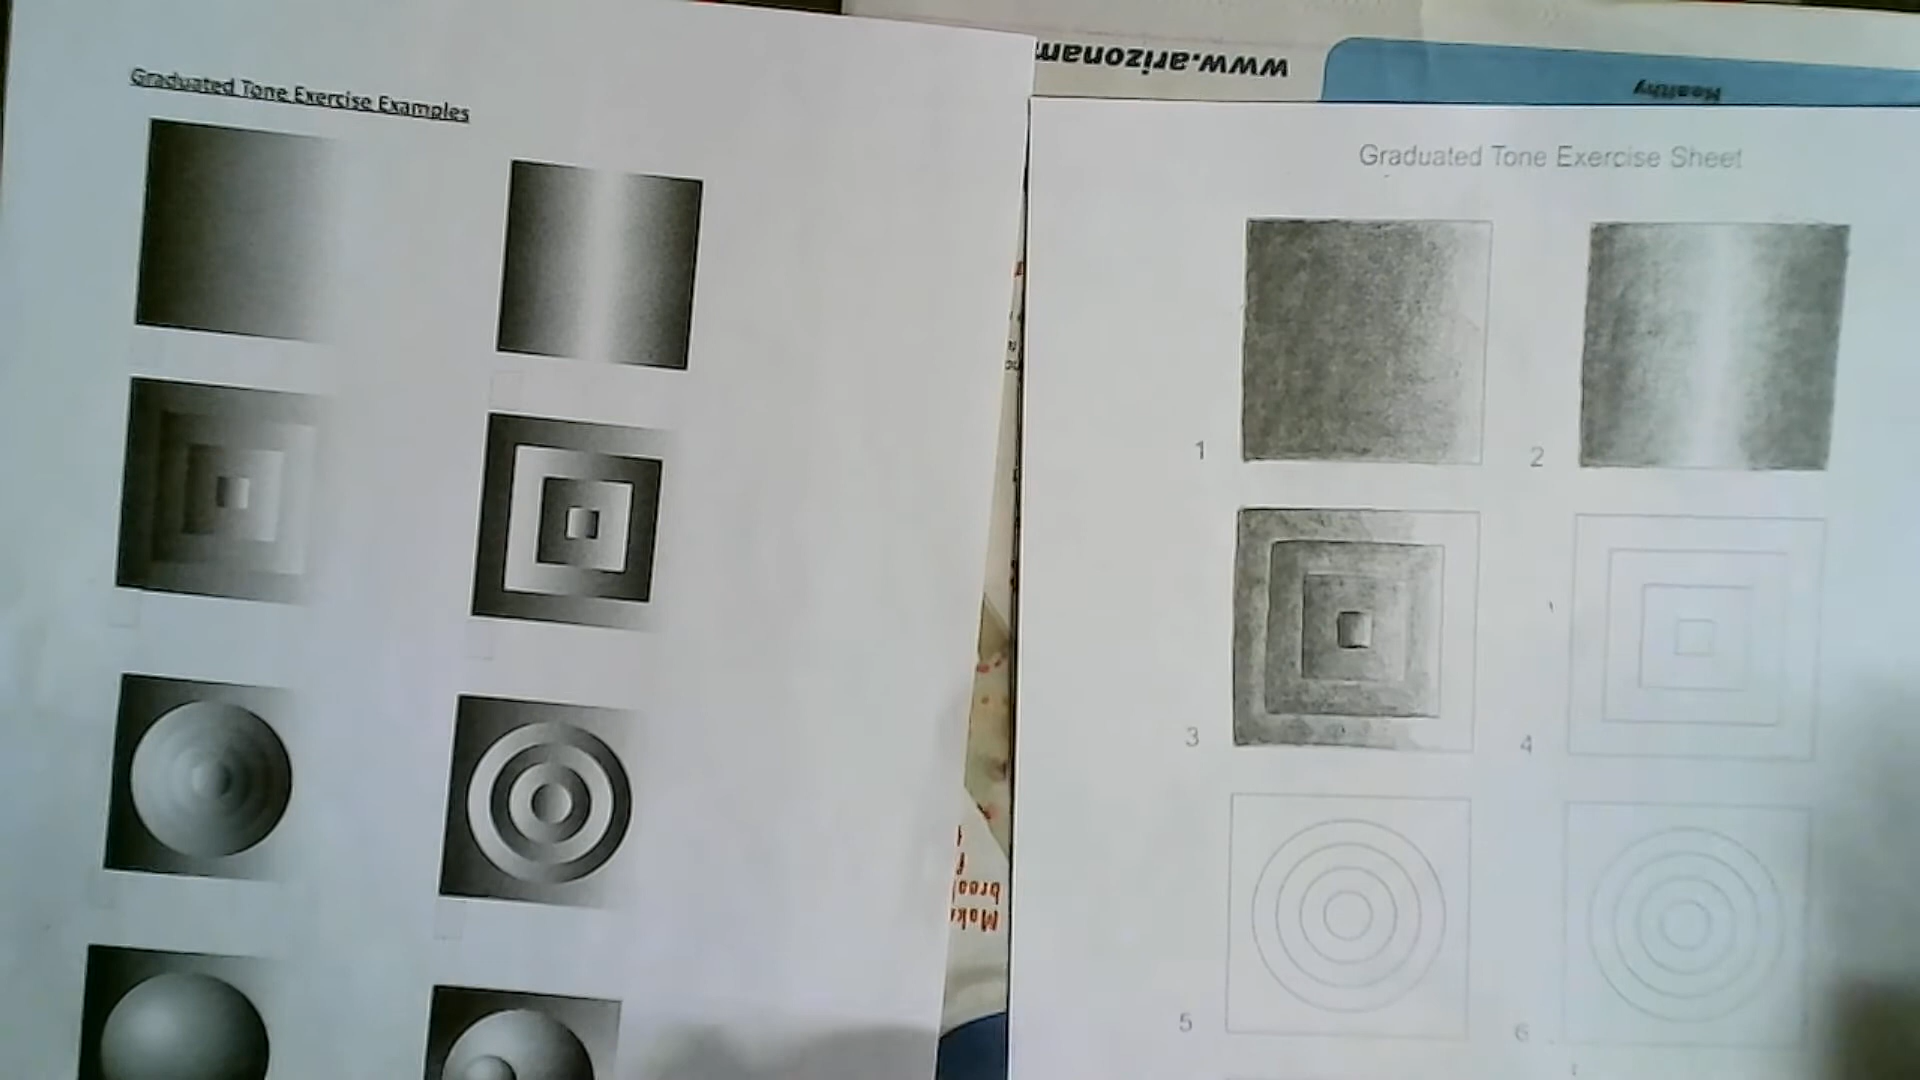 Graduated Tone Exercise Examples
www.arizonam
Healthy
Graduated Tone Exercise Sheet
1
2
3
4
5
6